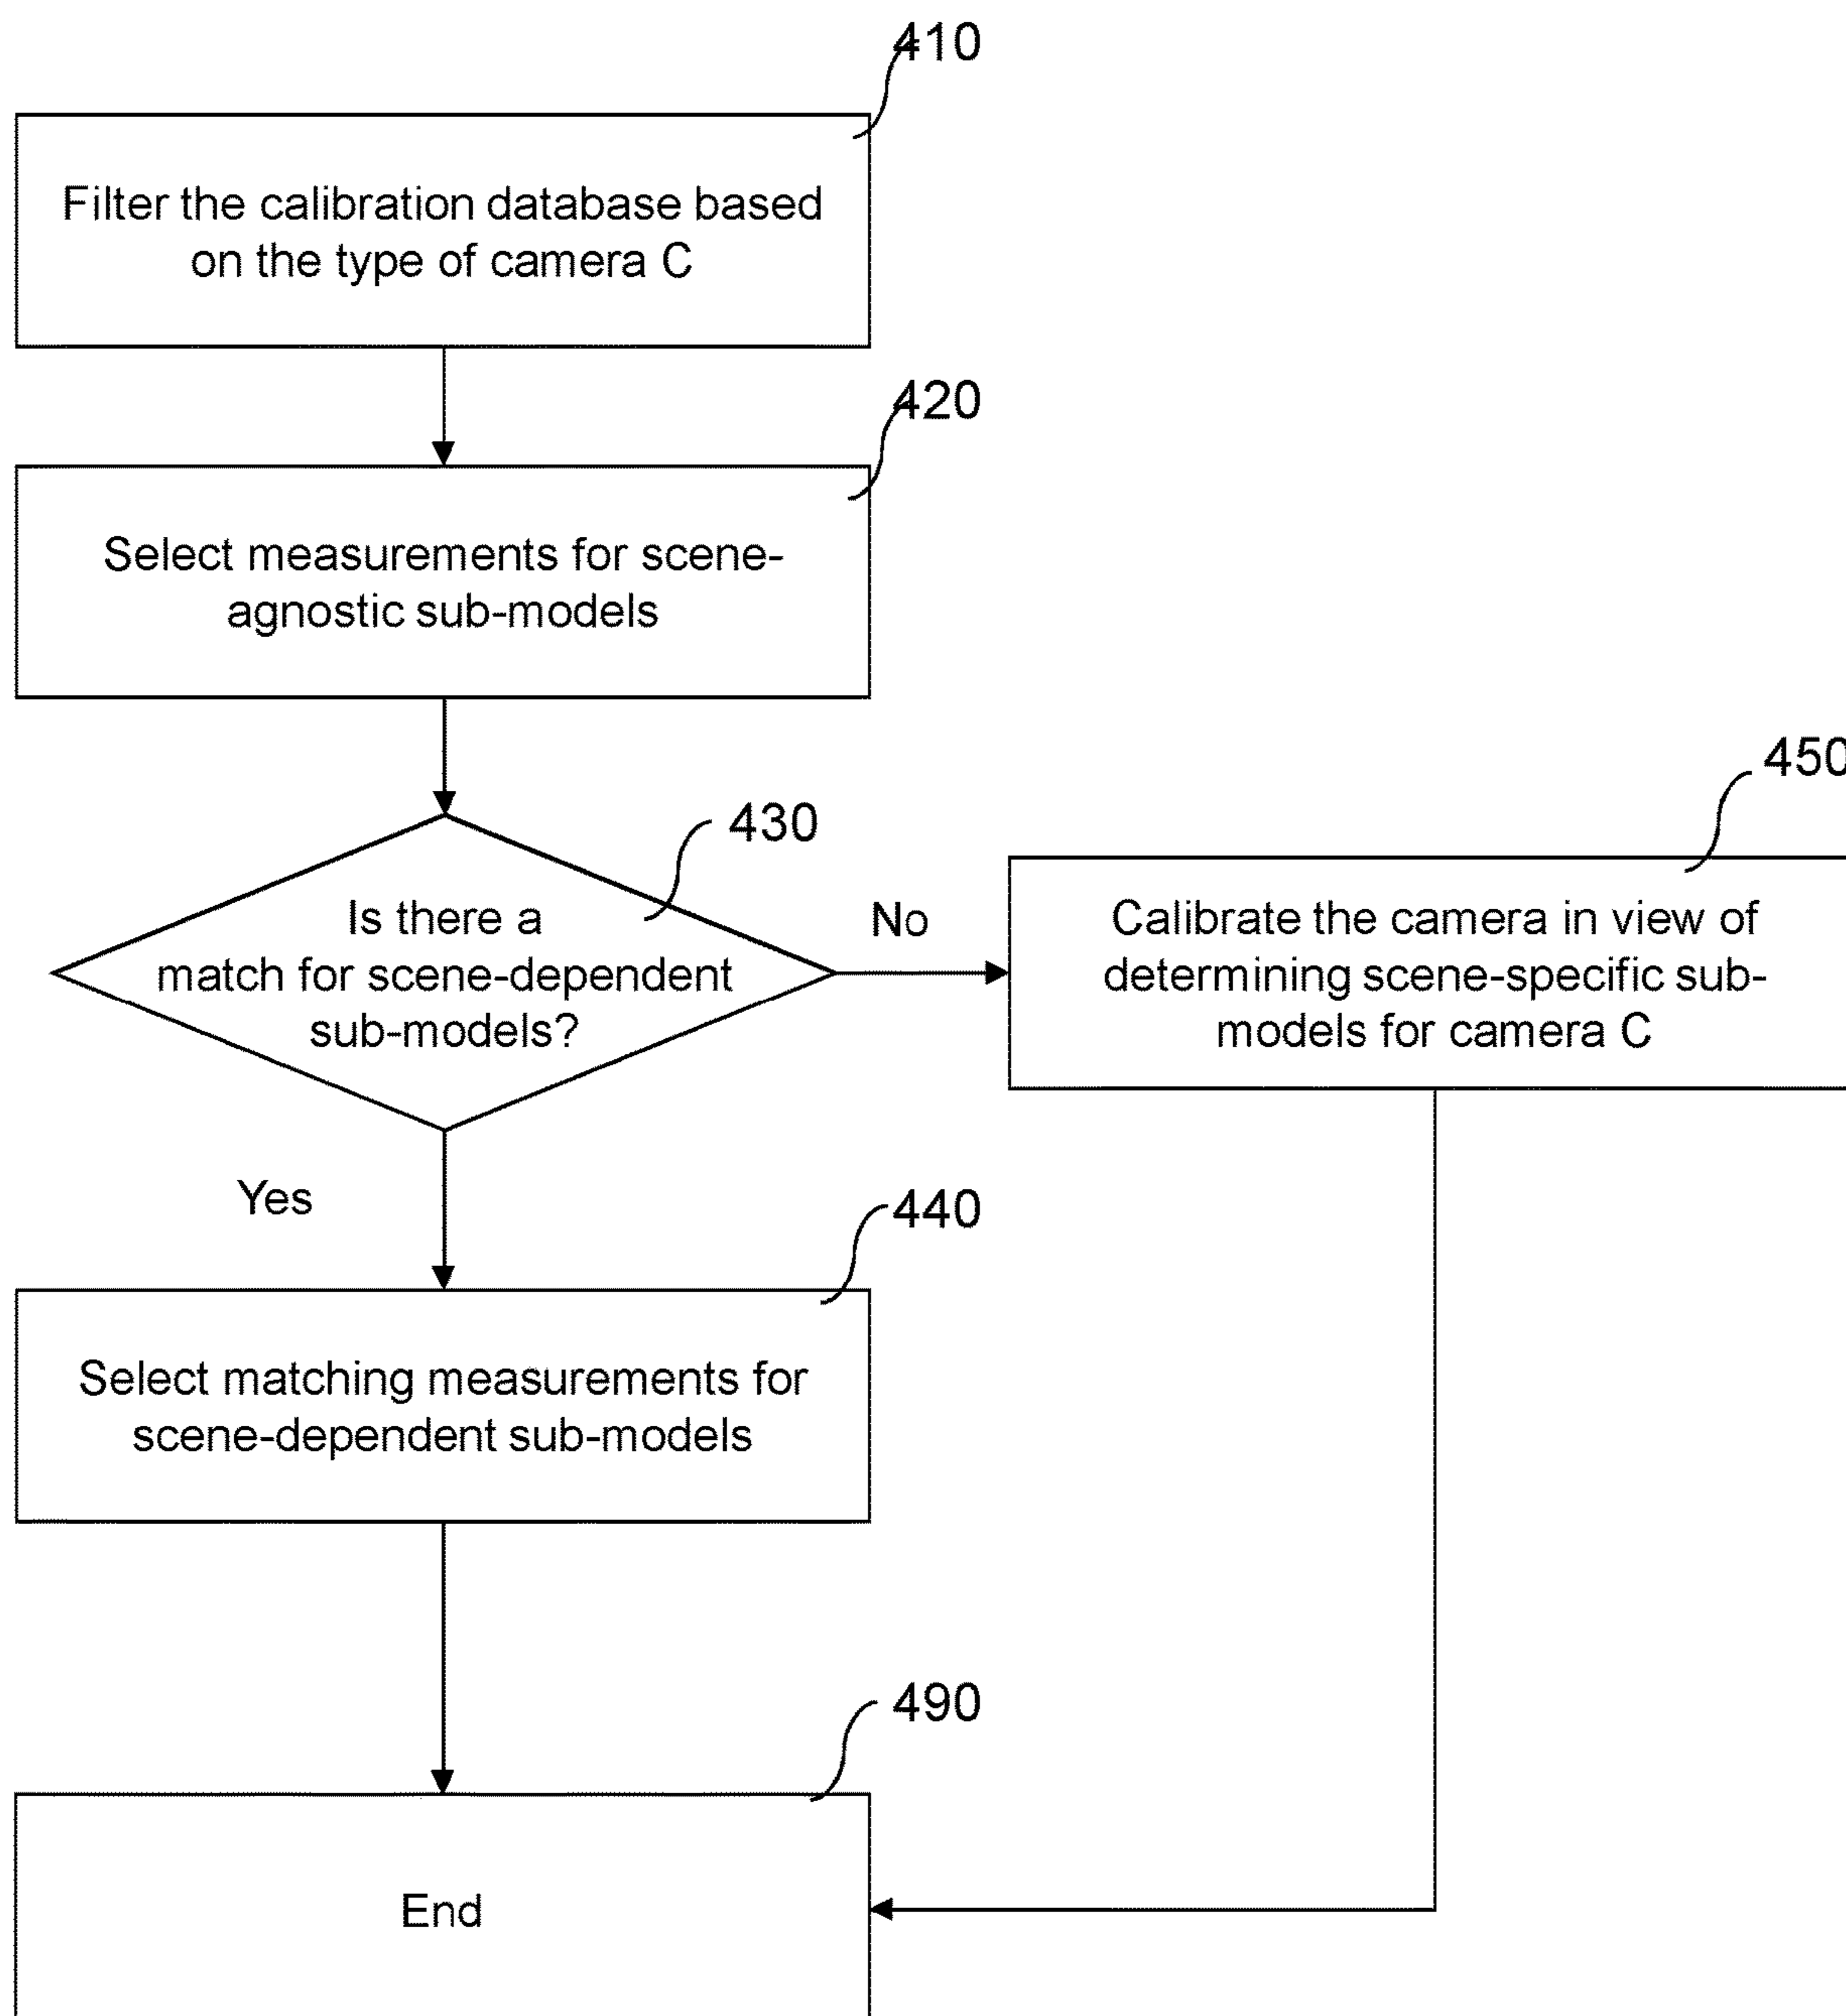 410
Filter the calibration database based
on the type of camera C
420
Select measurements for scene-
agnostic sub-models
430
Is there a
match for scene-dependent
sub-models?
No
450
Calibrate the camera in view of
determining scene-specific sub-
models for camera C
Yes
440
Select matching measurements for
scene-dependent sub-models
490
End